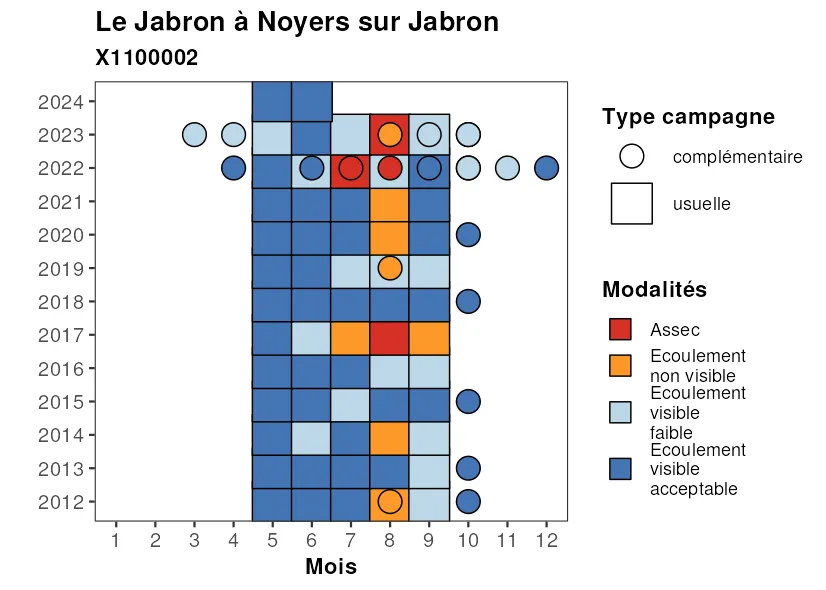 Le Jabron à Noyers sur Jabron
X1100002
2024
2023
2022
2021
2020
2019
2018
2017
2016
2015
2014
2013
2012
1 2 3 4 5 6 7 8 9 10 11 12
Mois
Type campagne
complémentaire
usuelle
Modalités
Assec
Ecoulement
non visible
Ecoulement
visible
faible
Ecoulement
visible
acceptable